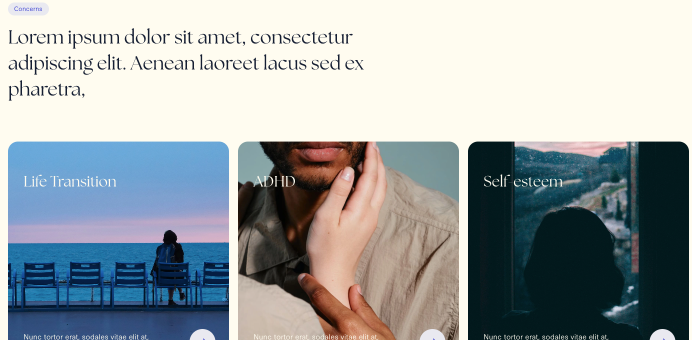 Concerns
Lorem ipsum dolor sit amet, consectetur
adipiscing elit. Aenean laoreet lacus sed ex
pharetra,
Life Transition
ADHD
Self-esteem
Nunc tortor erat, sodales vitae elit at,
Nunc tortor erat, sodales vitae elit at,
Nunc tortor erat, sodales vitae elit at,